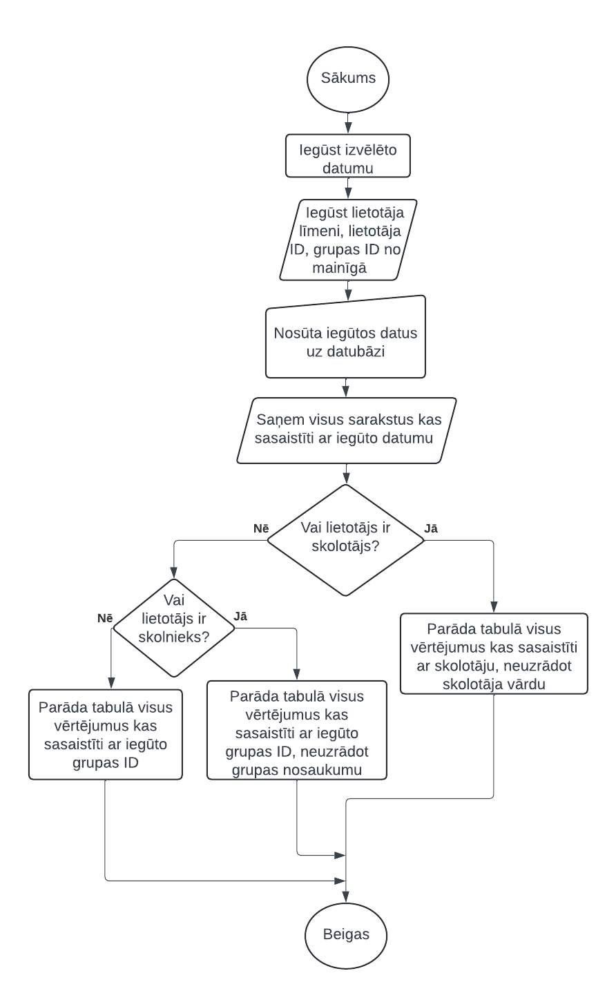 Sākums
Iegūst izvēlēto
datumu
Iegūst lietotāja
līmeni, lietotāja
ID, grupas ID no
mainīgā
Nosūta iegūtos datus
uz datubāzi
Saņem visus sarakstus kas
sasaistīti ar iegūto datumu
Vai lietotājs ir
skolotājs?
Nē
Jā
Vai
lietotājs ir
skolnieks?
Nē
Jā
Parāda tabulā visus
vērtējumus kas sasaistīti
ar skolotāju, neuzrādot
skolotāja vārdu
Parāda tabulā visus
vērtējumus kas
sasaistīti ar iegūto
grupas ID
Parāda tabulā visus
vērtējumus kas
sasaistīti ar iegūto
grupas ID, neuzrādot
grupas nosaukumu
Beigas